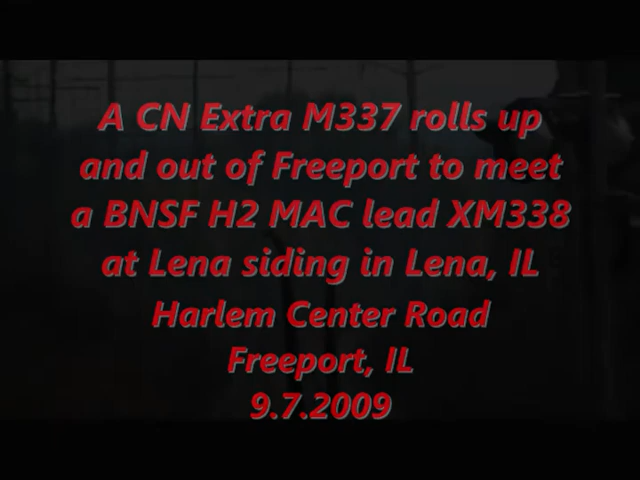 A CN Extra M337 rolls up
and out of Freeport to meet
a BNSF H2 MAC lead XM338
at Lena siding in Lena, IL
Harlem Center Road
Freeport, IL
9.7.2009